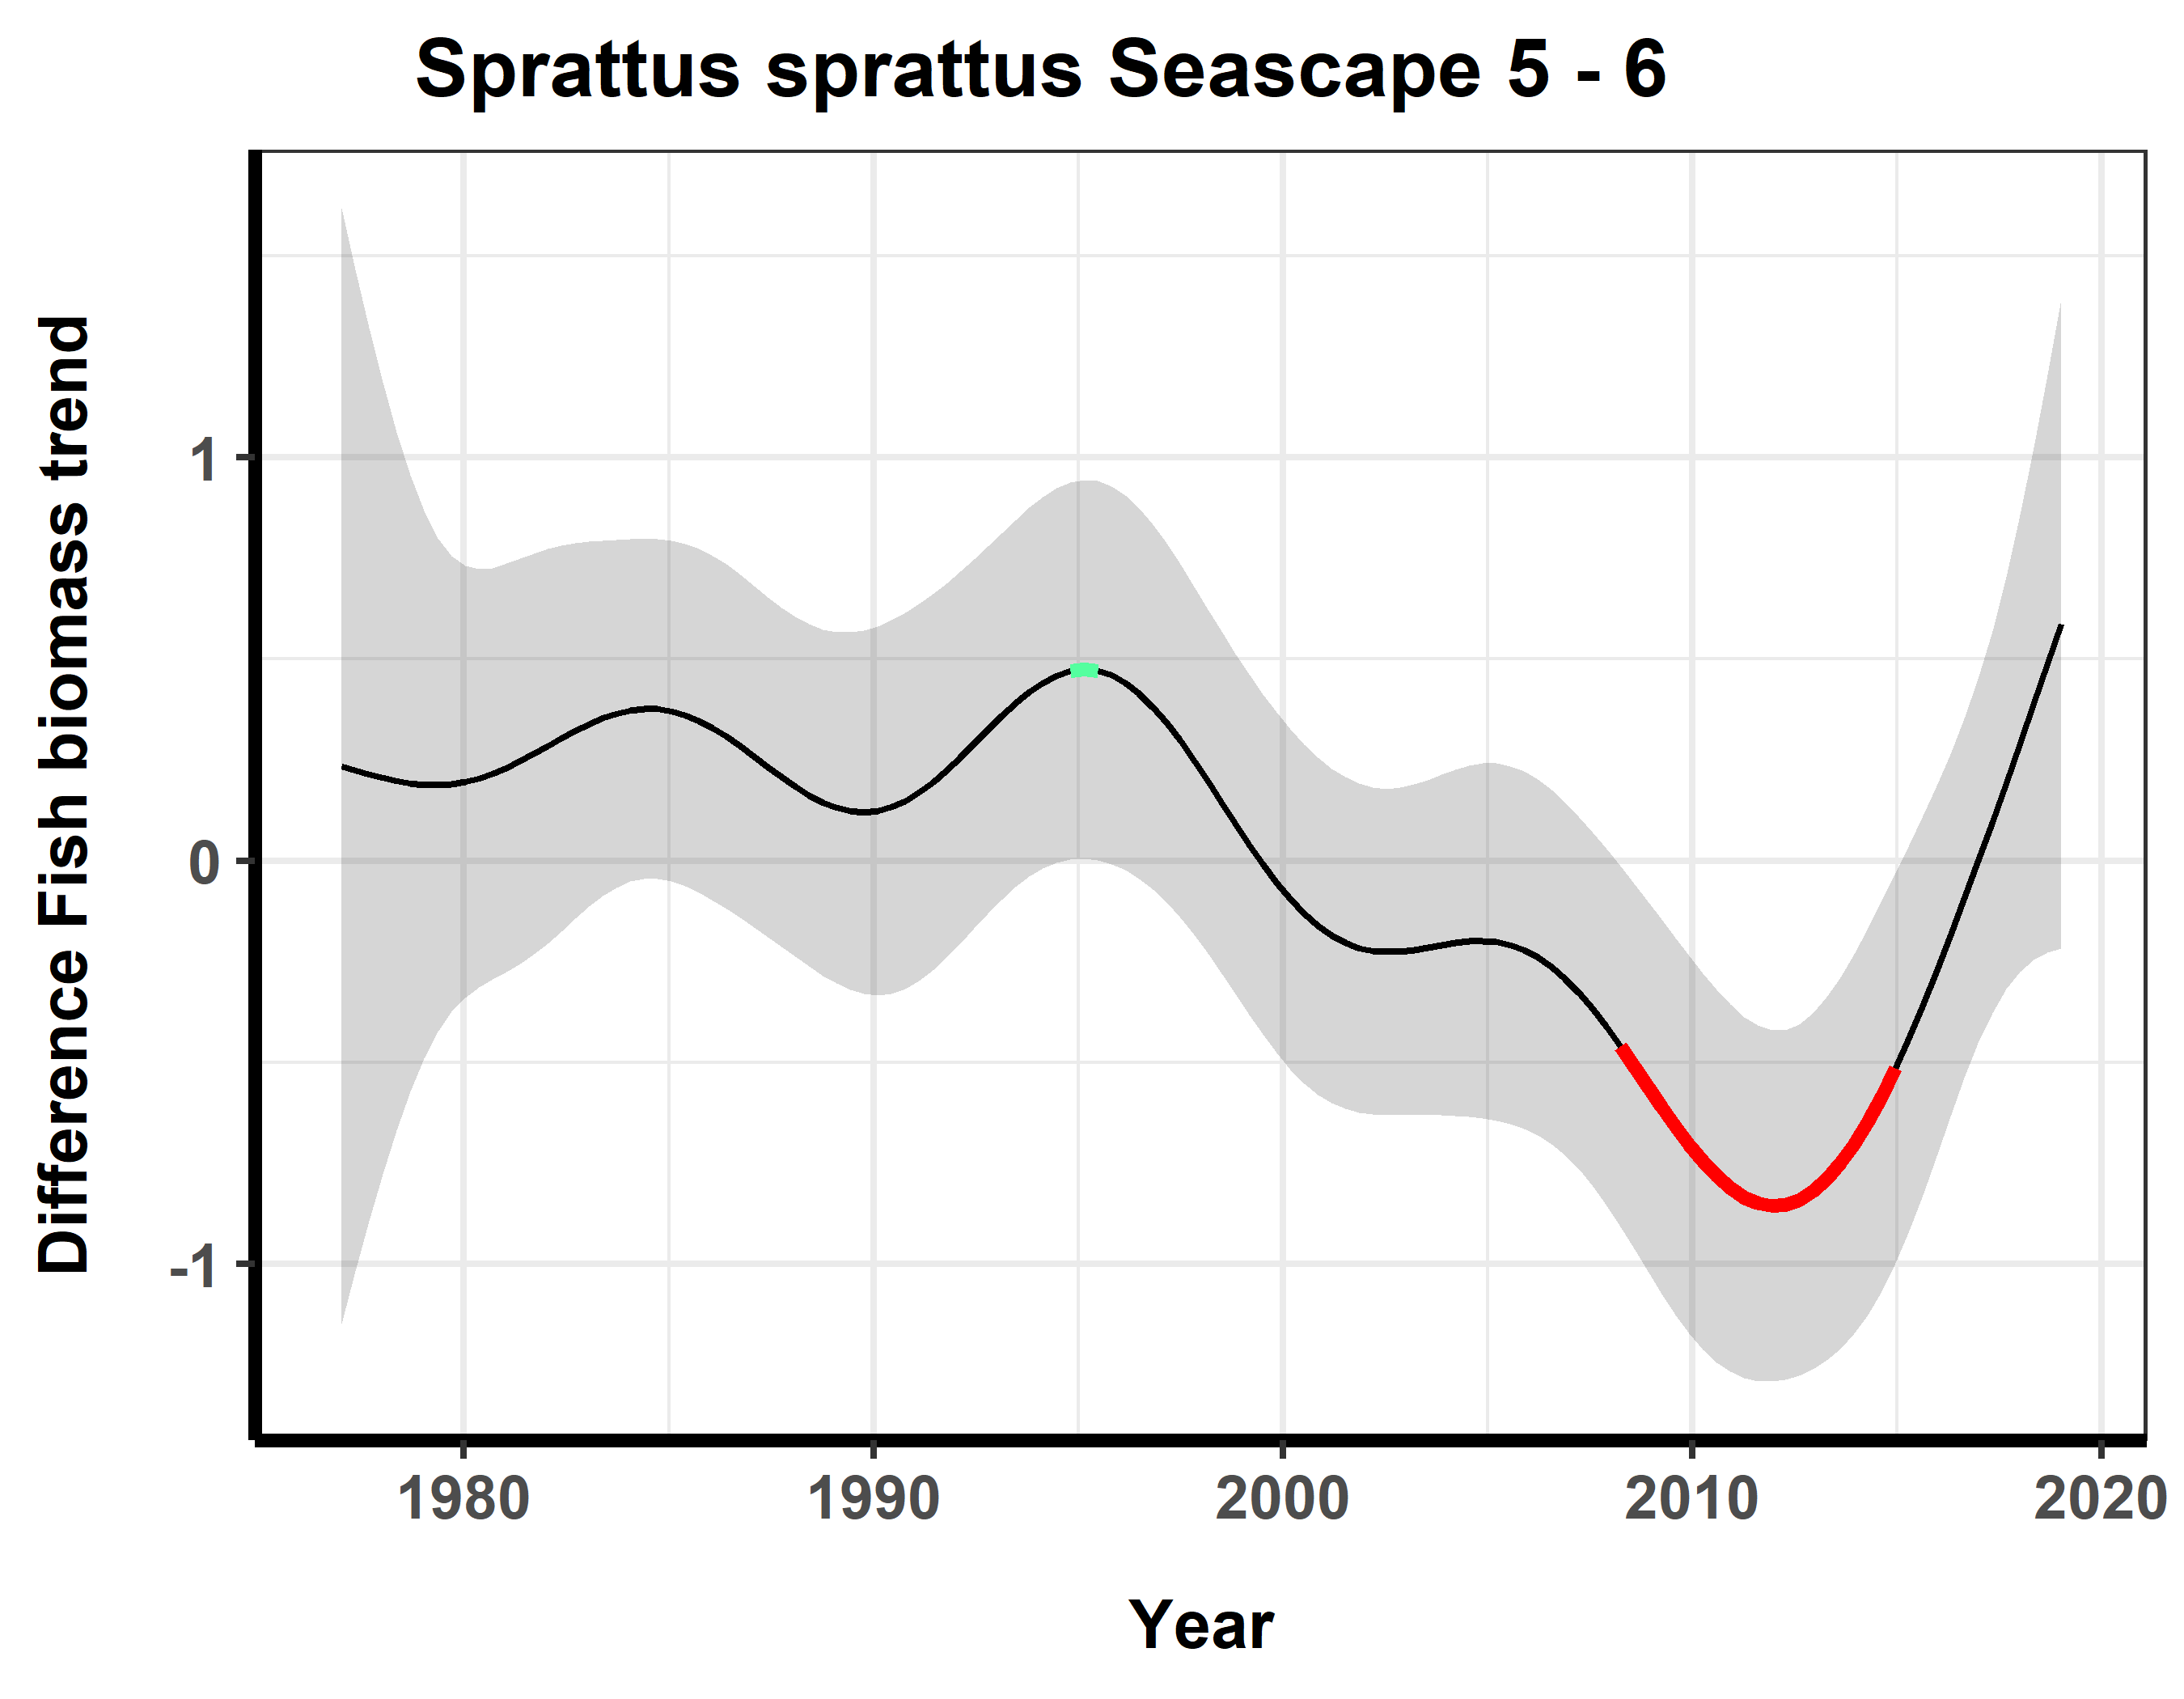 Sprattus sprattus Seascape 5 - 6
Difference Fish biomass trend
1
0
-1
1980 1990 2000 2010 2020
Year